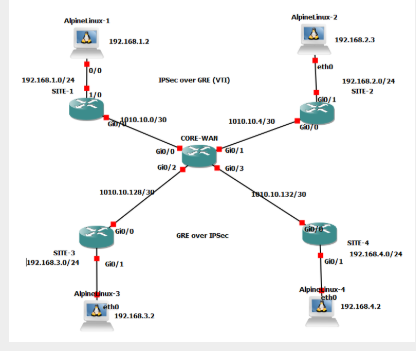 AlpineLinux-1
192.168.1.2
0/0
192.168.1.0/24
1/0
SITE-1
Gi0/0
1010.10.0/30
IPSec over GRE (VTI)
AlpineLinux-2
192.168.2.3
eth0
192.168.2.0/24
Gi0/1
SITE-2
Gi0/0
1010.10.4/30
CORE-WAN
Gi0/0
Gi0/1
Gi0/2
Gi0/3
1010.10.128/30
1010.10.132/30
GRE over IPSec
Gi0/0
SITE-3
192.168.3.0/24
Gi0/1
AlpineLinux-3
eth0
192.168.3.2
Gi0/0
SITE-4
192.168.4.0/24
Gi0/1
AlpineLinux-4
eth0
192.168.4.2